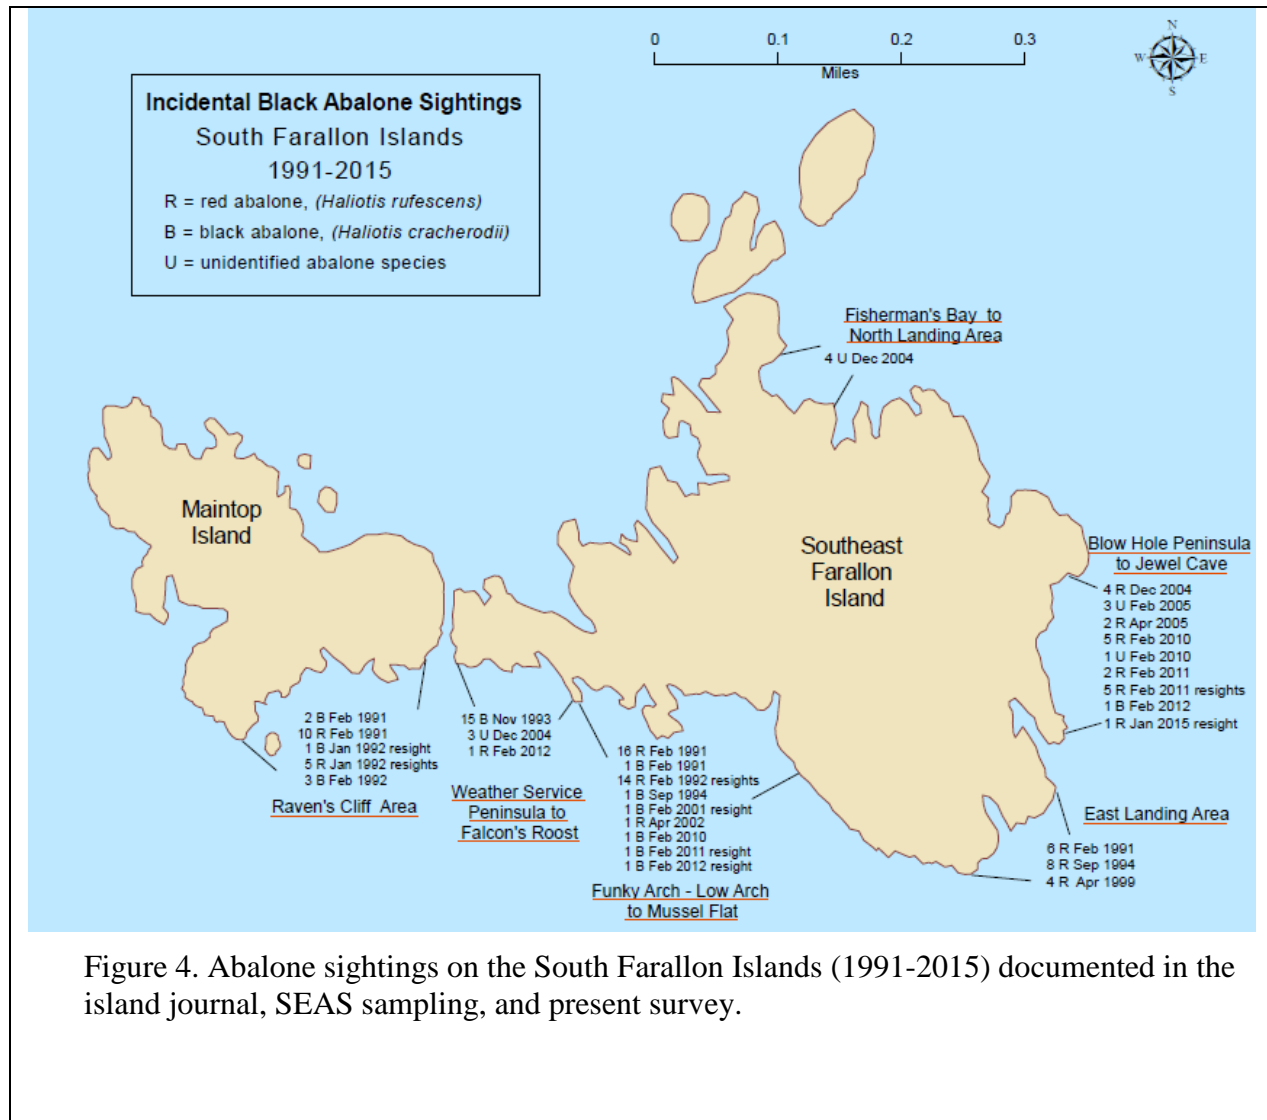 0 0.1 0.2 0.3
Miles
N
W E
S
Incidental Black Abalone Sightings
South Farallon Islands
1991-2015
R = red abalone, (Haliotis rufescens)
B = black abalone, (Haliotis cracherodii)
U = unidentified abalone species
Fisherman's Bay to
North Landing Area
4 U Dec 2004
Maintop
Island
Southeast
Farallon
Island
Blow Hole Peninsula
to Jewel Cave
4 R Dec 2004
3 U Feb 2005
2 R Apr 2005
5 R Feb 2010
1 U Feb 2010
2 R Feb 2011
5 R Feb 2011 resights
1 B Feb 2012
1 R Jan 2015 resight
2 B Feb 1991
10 R Feb 1991
1 B Jan 1992 resight
5 R Jan 1992 resights
3 B Feb 1992
Raven's Cliff Area
15 B Nov 1993
3 U Dec 2004
1 R Feb 2012
Weather Service
Peninsula to
Falcon's Roost
16 R Feb 1991
1 B Feb 1991
14 R Feb 1992 resights
1 B Sep 1994
1 B Feb 2001 resight
1 R Apr 2002
1 B Feb 2010
1 B Feb 2011 resight
1 B Feb 2012 resight
Funky Arch - Low Arch
to Mussel Flat
East Landing Area
6 R Feb 1991
8 R Sep 1994
4 R Apr 1999
Figure 4. Abalone sightings on the South Farallon Islands (1991-2015) documented in the
island journal, SEAS sampling, and present survey.